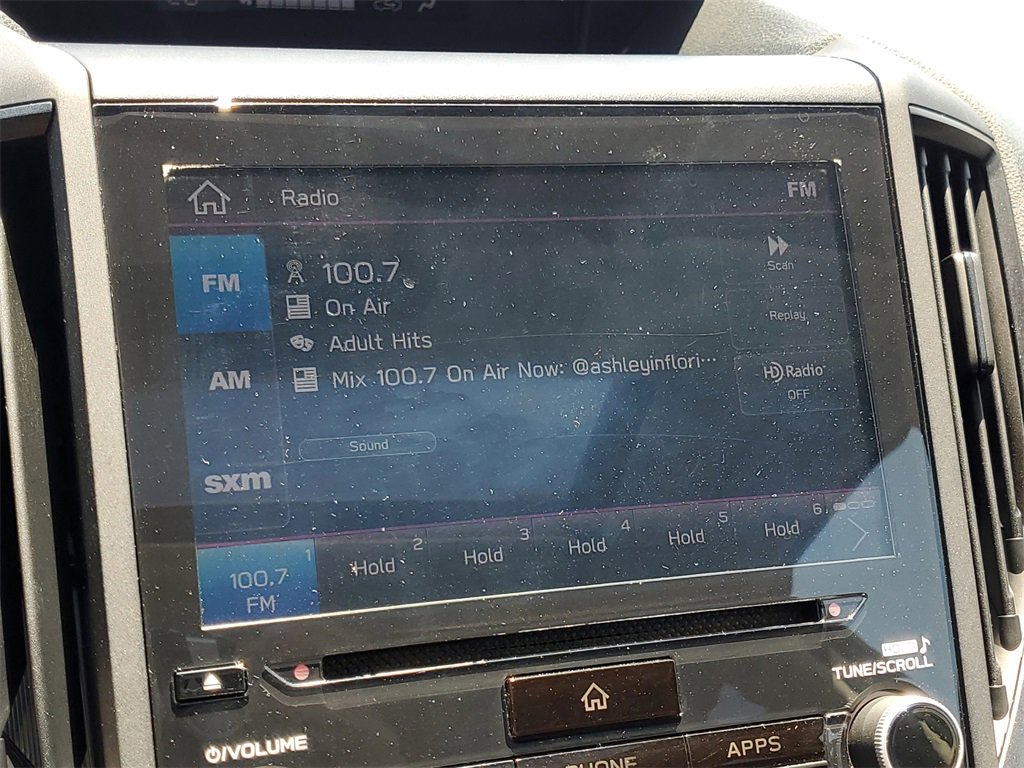 Radio FM
FM 100.7 Scan
On Air
Replay
Adult Hits
AM Mix 100.7 On Air Now: @ashleyinflori··· HD Radio
OFF
Sound
sxm
1 2 3 4 5 6
100.7 Hold Hold Hold Hold Hold
FM
TUNE/SCROLL
/VOLUME
PHONE APPS